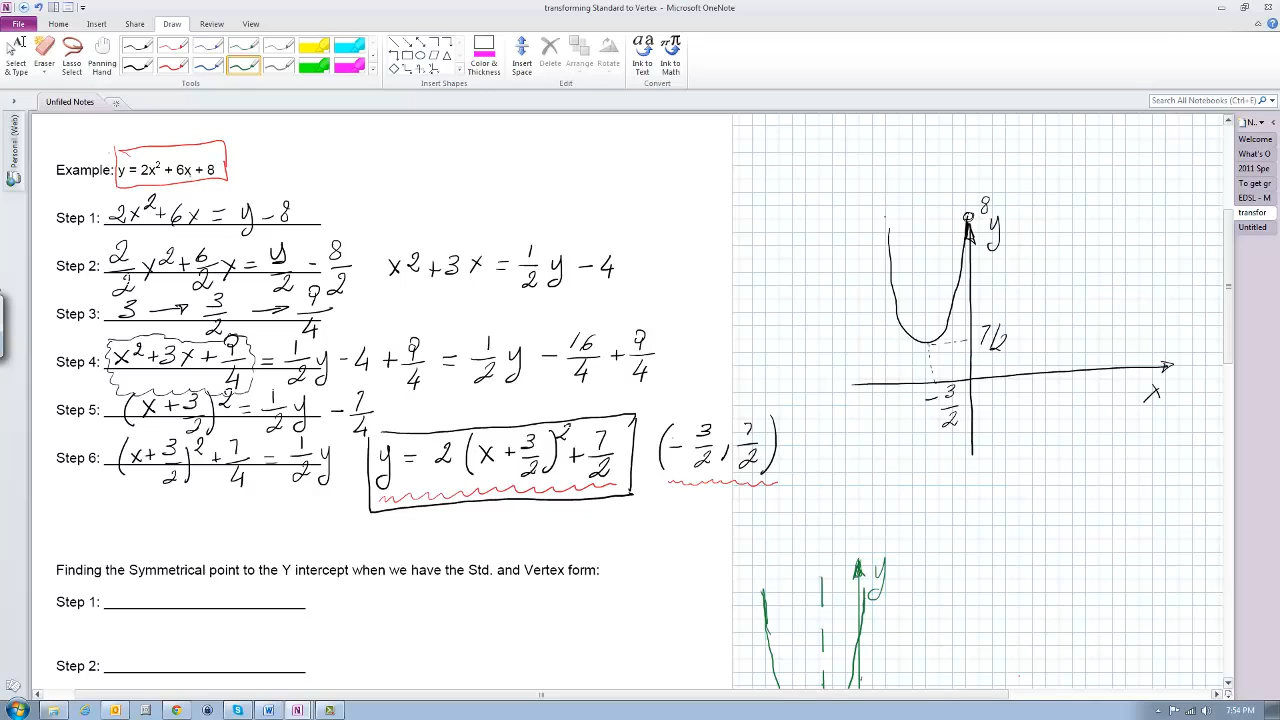 transforming Standard to Vertex - Microsoft OneNote
File Home Insert Share Draw Review View
Select & Type Eraser Lasso Select Panning Hand Color & Thickness Insert Space Delete Arrange Rotate Ink to Text Ink to Math
Tools Insert Shapes Edit Convert
Unfiled Notes Search All Notebooks (Ctrl+E)
Personal (Web)
N..
Welcome
What's O
2011 Spe
To get gr
EDSL - M
transfor
Untitled
Example: y = 2x² + 6x + 8
Step 1: 2x²+6x = y - 8
Step 2: 2/2 x² + 6/2 x = y/2 - 8/2 x²+3x = 1/2 y - 4
Step 3: 3 → 3/2 → 9/4
Step 4: x²+3x+9/4 = 1/2 y - 4 + 9/4 = 1/2 y - 16/4 + 9/4
Step 5: (x+3/2)² = 1/2 y - 7/4
Step 6: (x+3/2)² + 7/4 = 1/2 y y = 2(x+3/2)² + 7/2 (-3/2, 7/2)
8
y
7/2
-3/2
x
Finding the Symmetrical point to the Y intercept when we have the Std. and Vertex form:
Step 1:
Step 2:
y
7:54 PM